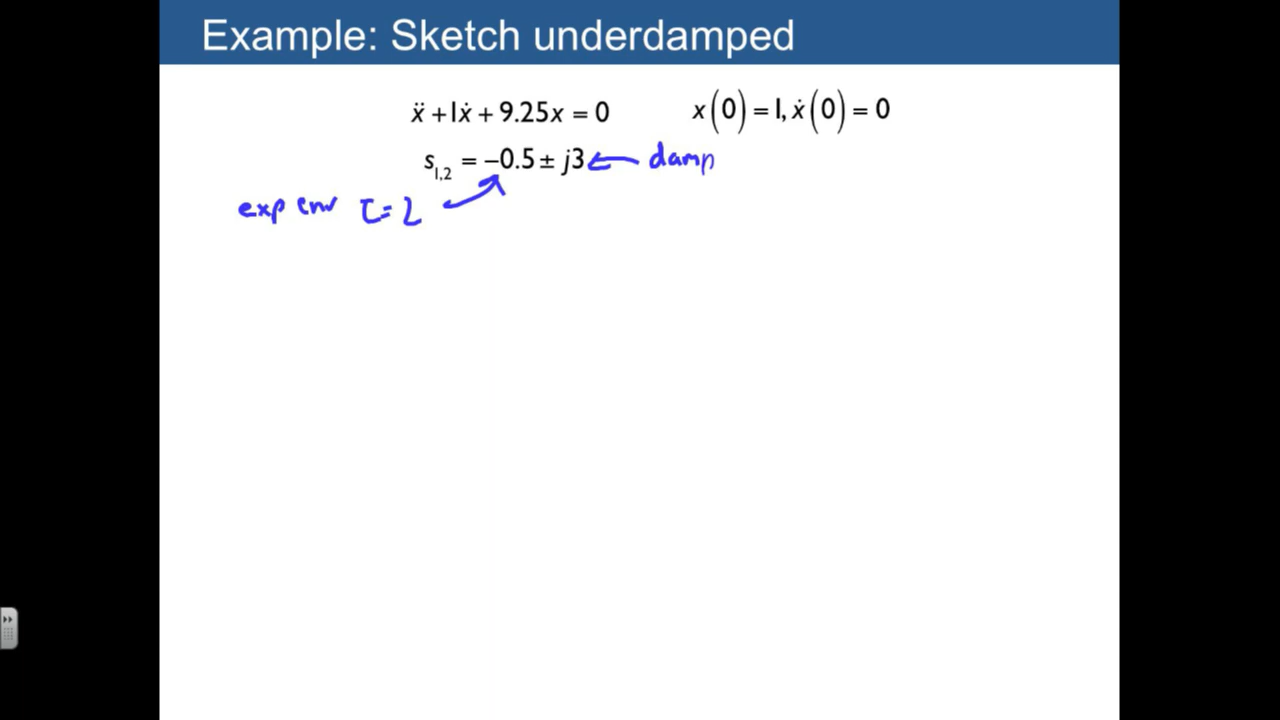 Example: Sketch underdamped
ẍ + 1ẋ + 9.25x = 0 x(0) = 1, ẋ(0) = 0
s1,2 = −0.5 ± j3 ← damp
exp env τ = 2